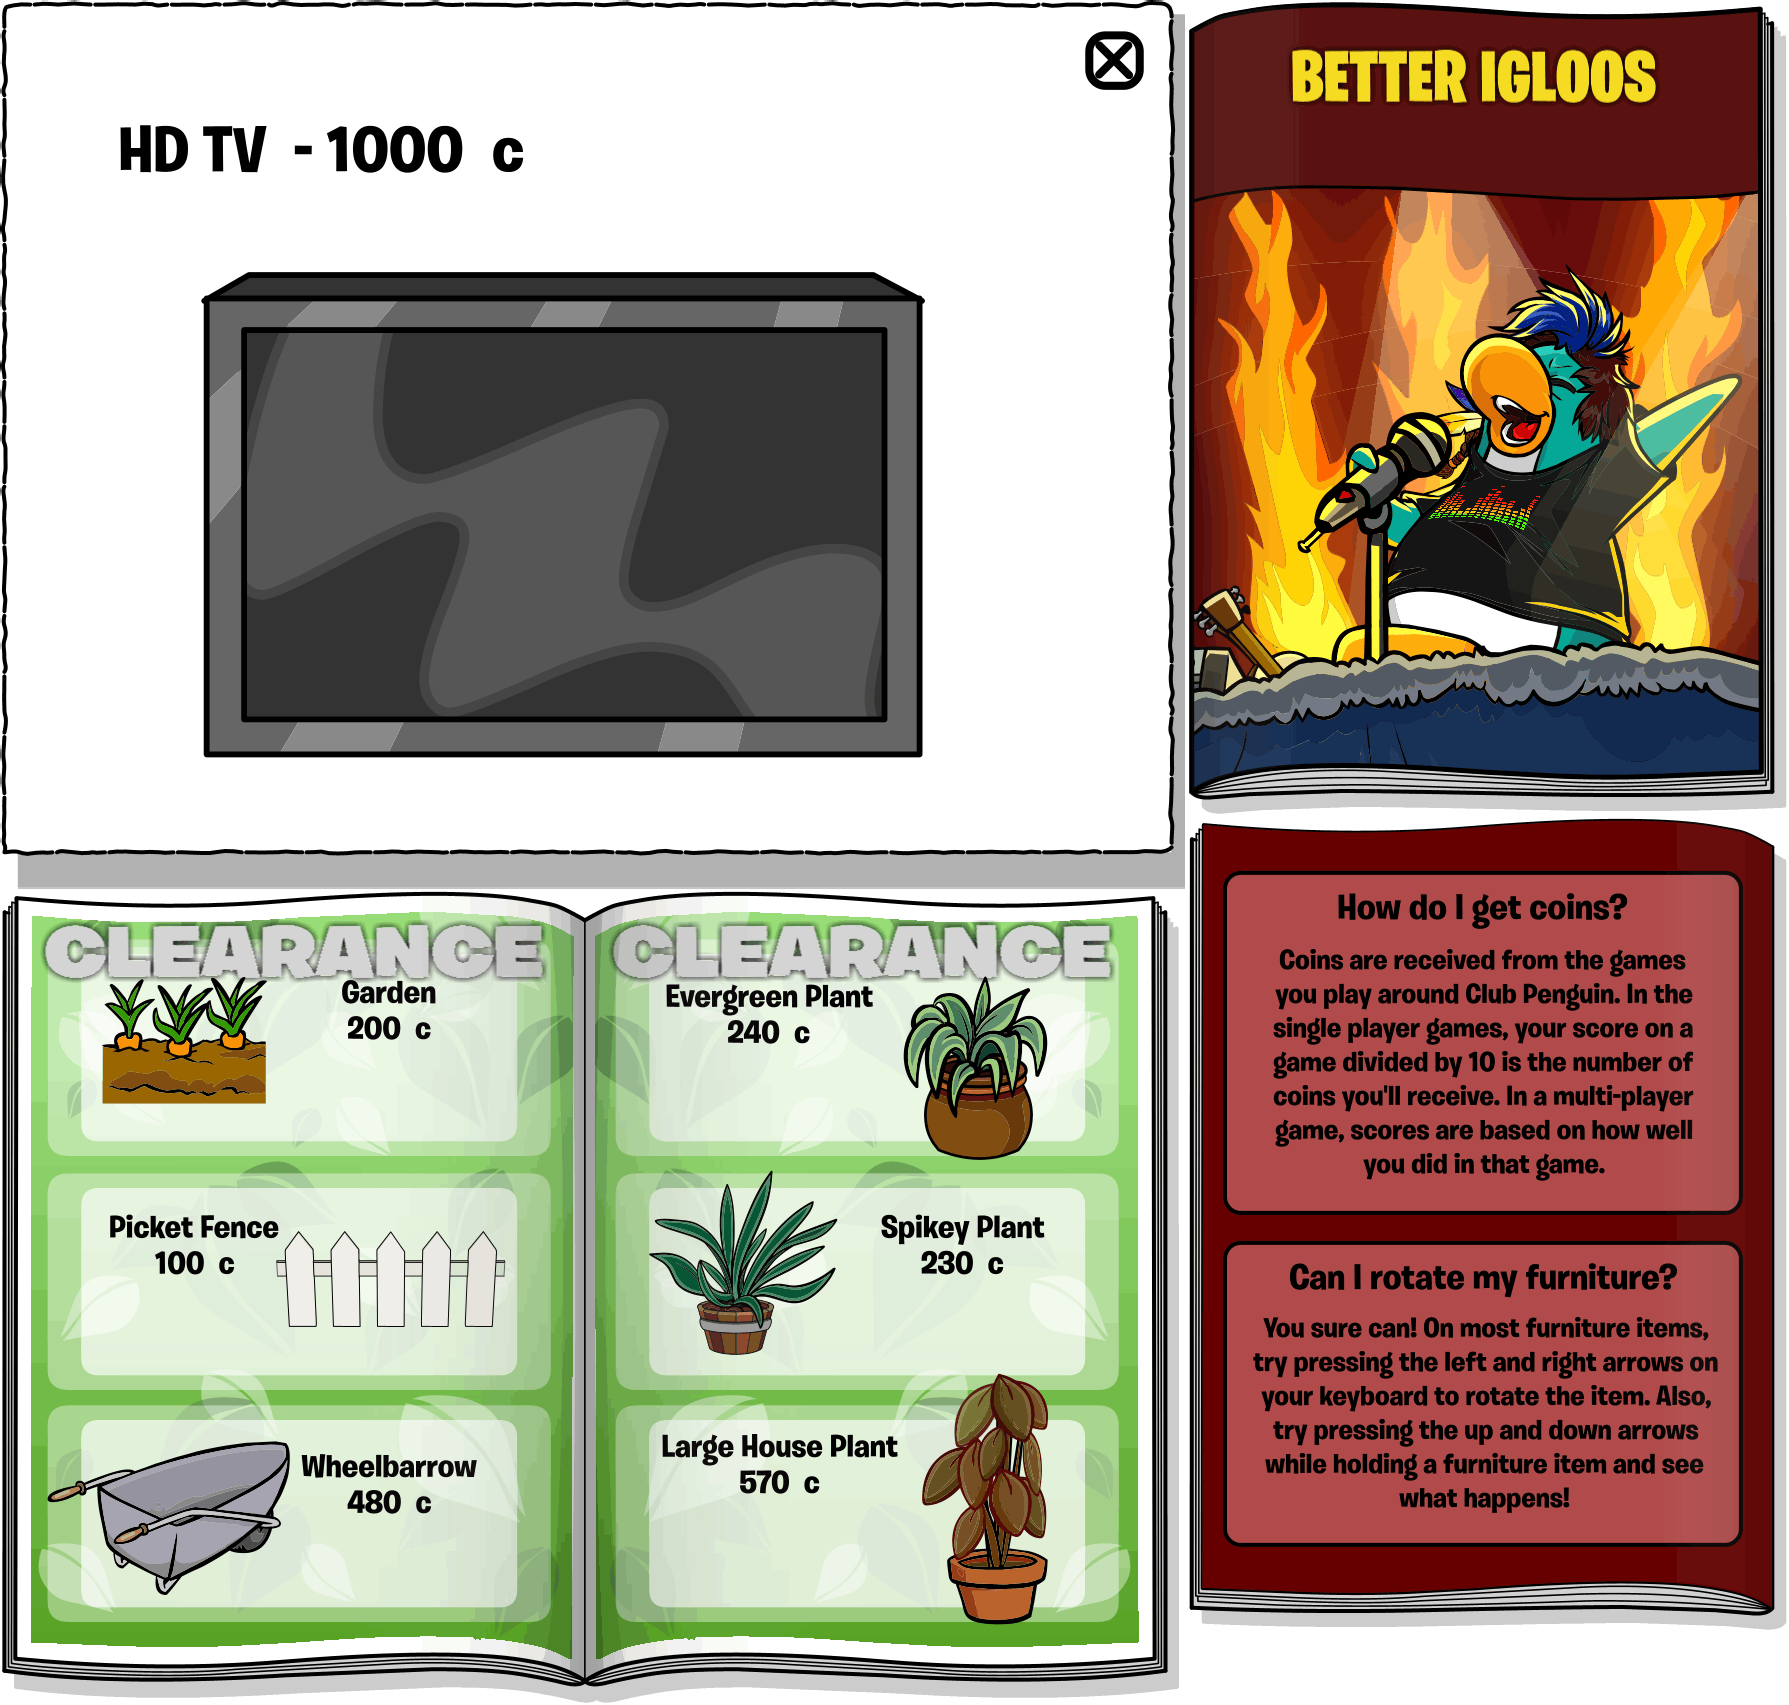 HD TV - 1000 c
BETTER IGLOOS
CLEARANCE
Garden
200 c
Picket Fence
100 c
Wheelbarrow
480 c
CLEARANCE
Evergreen Plant
240 c
Spikey Plant
230 c
Large House Plant
570 c
How do I get coins?
Coins are received from the games
you play around Club Penguin. In the
single player games, your score on a
game divided by 10 is the number of
coins you'll receive. In a multi-player
game, scores are based on how well
you did in that game.
Can I rotate my furniture?
You sure can! On most furniture items,
try pressing the left and right arrows on
your keyboard to rotate the item. Also,
try pressing the up and down arrows
while holding a furniture item and see
what happens!